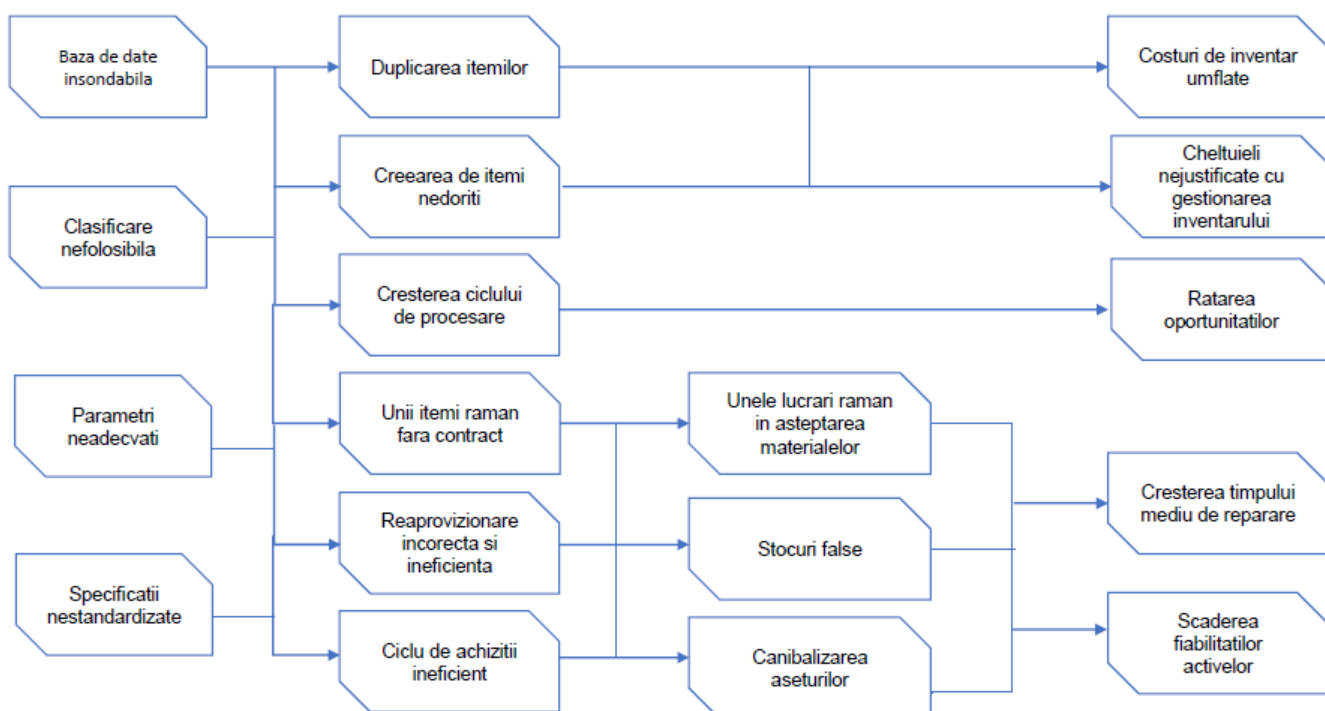 Baza de date
insondabila
Duplicarea itemilor
Costuri de inventar
umflate
Clasificare
nefolosibila
Creearea de itemi
nedoriti
Cheltuieli
nejustificate cu
gestionarea
inventarului
Cresterea ciclului
de procesare
Ratarea
oportunitatilor
Parametri
neadecvati
Unii itemi raman
fara contract
Unele lucrari raman
in asteptarea
materialelor
Cresterea timpului
mediu de reparare
Reaprovizionare
incorecta si
ineficienta
Stocuri false
Specificatii
nestandardizate
Ciclu de achizitii
ineficient
Canibalizarea
aseturilor
Scaderea
fiabilitatilor
activelor